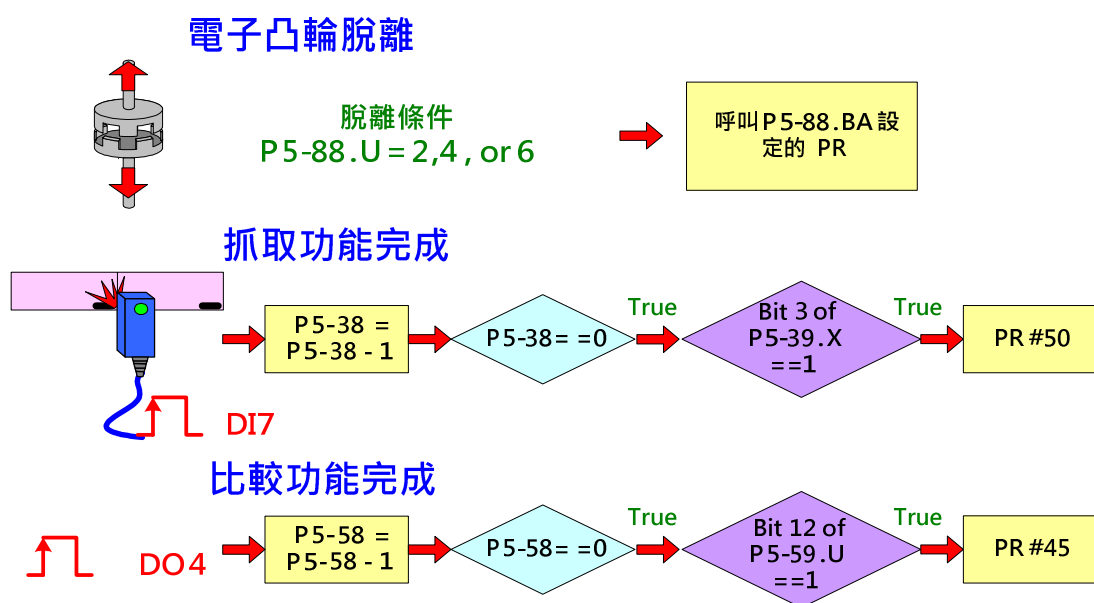 電子凸輪脫離
脫離條件
P5-88.U = 2,4 , or 6
呼叫P5-88.BA 設
定的 PR
抓取功能完成
P5-38 =
P5-38 - 1
P5-38= =0
True
Bit 3 of
P5-39.X
==1
True
PR #50
DI7
比較功能完成
DO4
P5-58 =
P5-58 - 1
P5-58= =0
True
Bit 12 of
P5-59.U
==1
True
PR #45